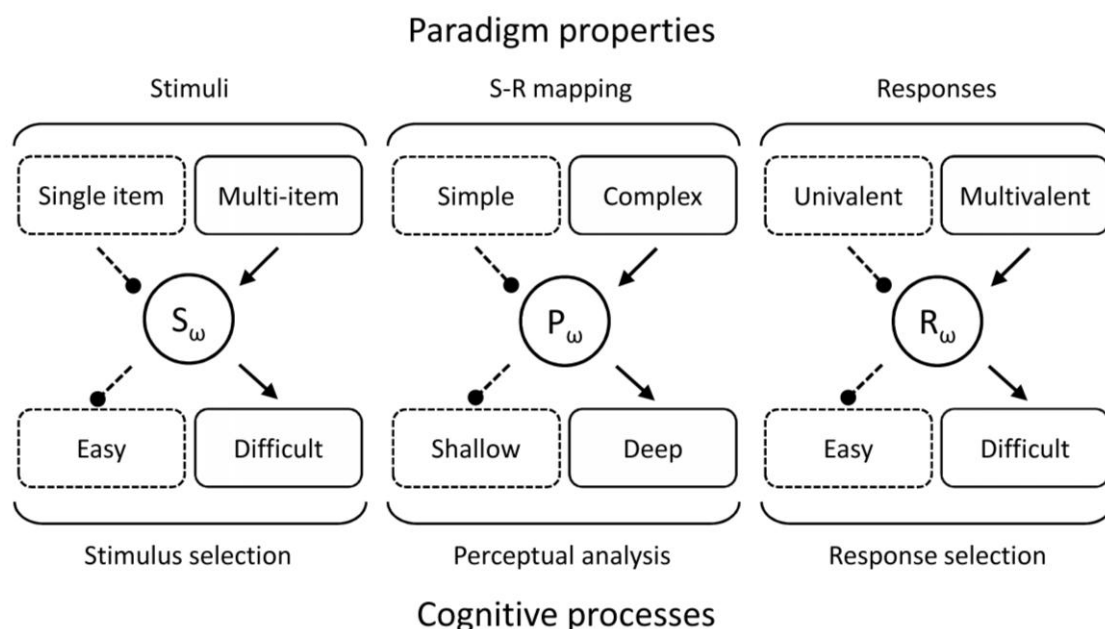 Paradigm properties
Stimuli S-R mapping Responses
Single item Multi-item Simple Complex Univalent Multivalent
Sω Pω Rω
Easy Difficult Shallow Deep Easy Difficult
Stimulus selection Perceptual analysis Response selection
Cognitive processes